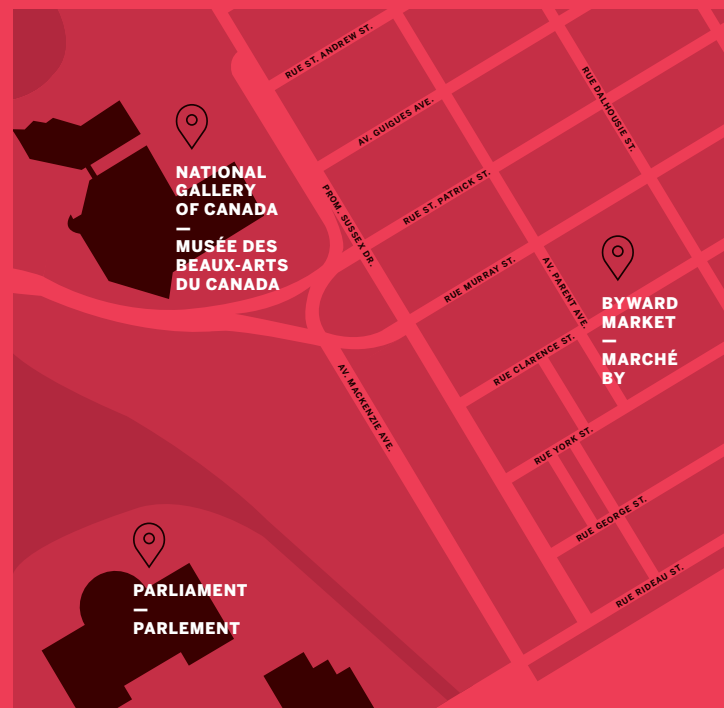 RUE ST. ANDREW ST.
AV. GUIGUES AVE.
RUE DALHOUSIE ST.
NATIONAL
GALLERY
OF CANADA
—
MUSÉE DES
BEAUX-ARTS
DU CANADA
PROM. SUSSEX DR.
RUE ST. PATRICK ST.
RUE MURRAY ST.
AV. PARENT AVE.
BYWARD
MARKET
—
MARCHÉ
BY
RUE CLARENCE ST.
AV. MACKENZIE AVE.
RUE YORK ST.
RUE GEORGE ST.
RUE RIDEAU ST.
PARLIAMENT
—
PARLEMENT